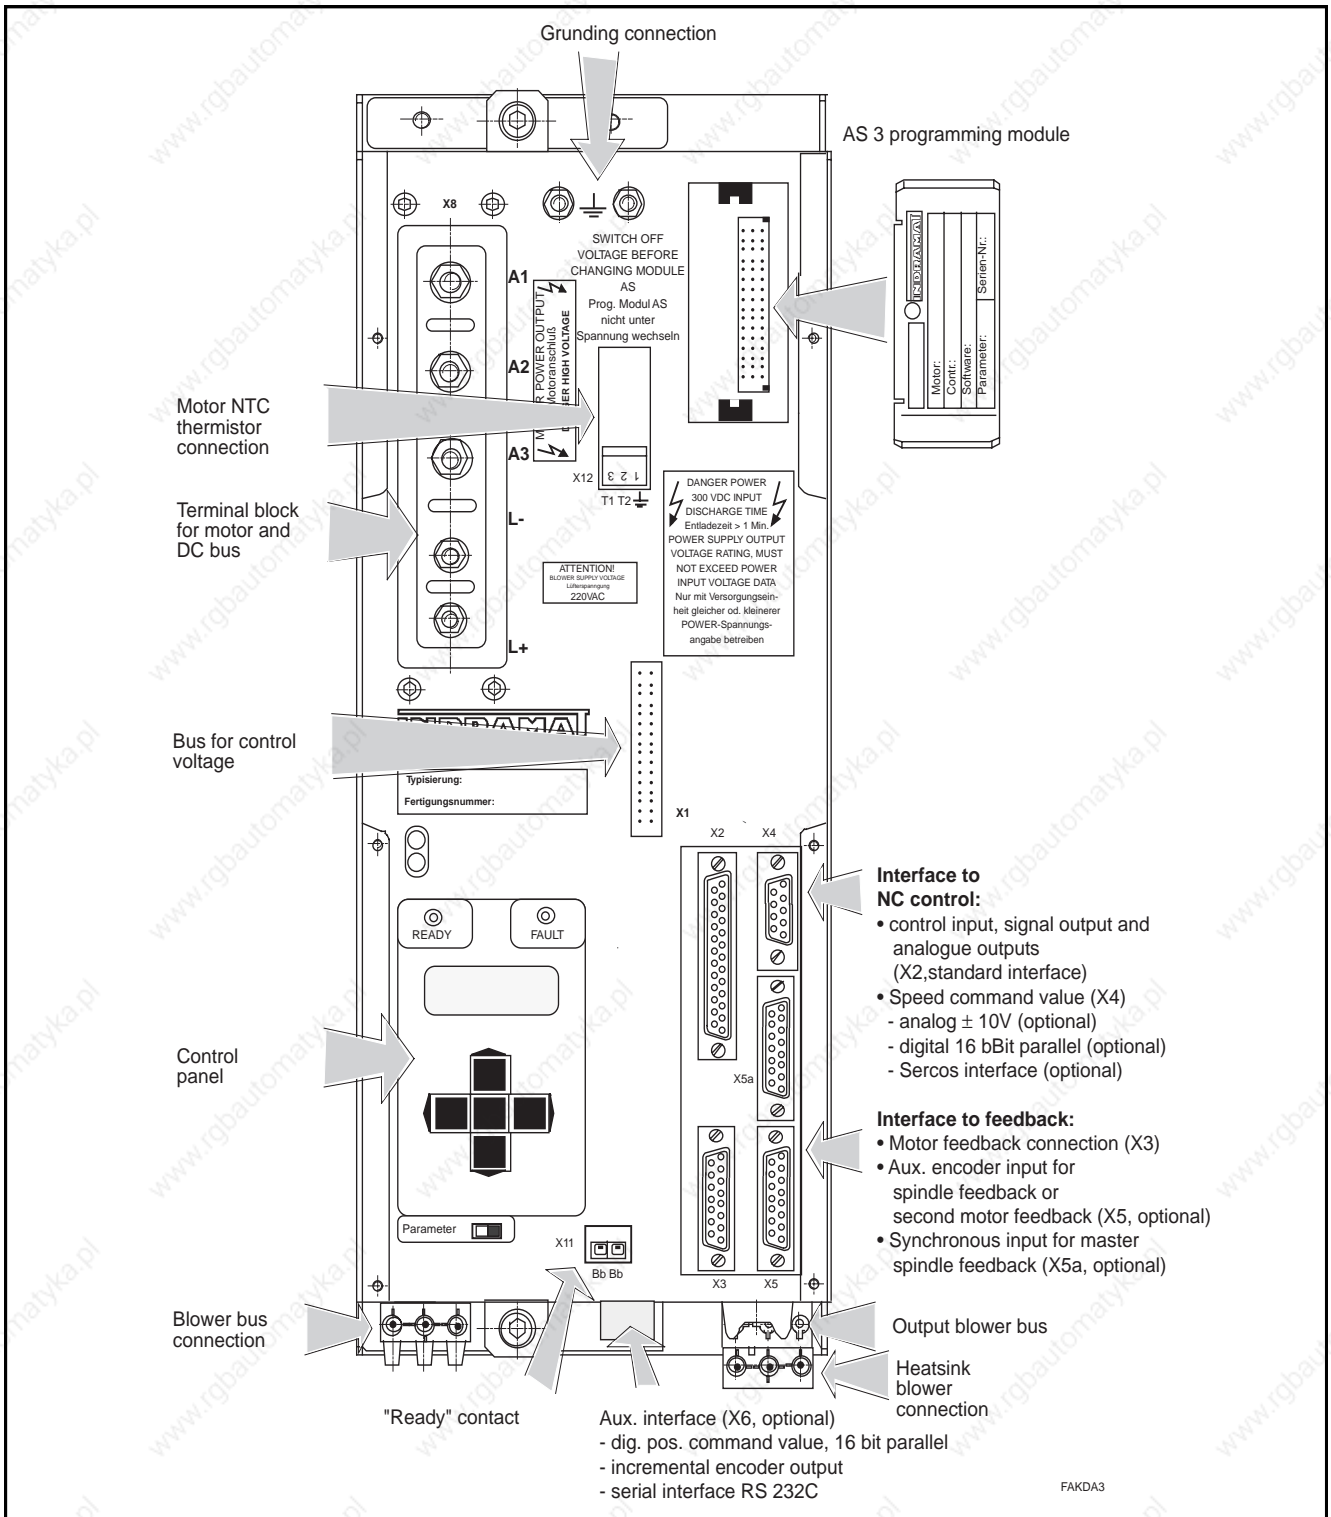 Grunding connection
AS 3 programming module
X8
SWITCH OFF
VOLTAGE BEFORE
CHANGING MODULE
AS
Prog. Modul AS
nicht unter
Spannung wechseln
A1
A2
A3
L-
L+
POWER OUTPUT
Motoranschluß
HIGH VOLTAGE
INDRAMAT
Motor:
Contr.:
Software:
Parameter:
Serien-Nr.:
Motor NTC
thermistor
connection
X12
1 2 3
T1 T2
Terminal block
for motor and
DC bus
DANGER POWER
300 VDC INPUT
DISCHARGE TIME
Entladezeit > 1 Min.
POWER SUPPLY OUTPUT
VOLTAGE RATING, MUST
NOT EXCEED POWER
INPUT VOLTAGE DATA
Nur mit Versorgungsein-
heit gleicher od. kleinerer
POWER-Spannungs-
angabe betreiben
ATTENTION!
BLOWER SUPPLY VOLTAGE
Lüfterspanngung
220VAC
INDRAMAT
Bus for control
voltage
Typisierung:
Fertigungsnummer:
X1
X2
X4
READY
FAULT
Interface to
NC control:
• control input, signal output and
analogue outputs
(X2,standard interface)
• Speed command value (X4)
- analog ± 10V (optional)
- digital 16 bBit parallel (optional)
- Sercos interface (optional)
Control
panel
X5a
Interface to feedback:
• Motor feedback connection (X3)
• Aux. encoder input for
spindle feedback or
second motor feedback (X5, optional)
• Synchronous input for master
spindle feedback (X5a, optional)
Parameter
X11
Bb Bb
X3
X5
Blower bus
connection
Output blower bus
Heatsink
blower
connection
"Ready" contact
Aux. interface (X6, optional)
- dig. pos. command value, 16 bit parallel
- incremental encoder output
- serial interface RS 232C
FAKDA3
www.rgbautomatyka.pl